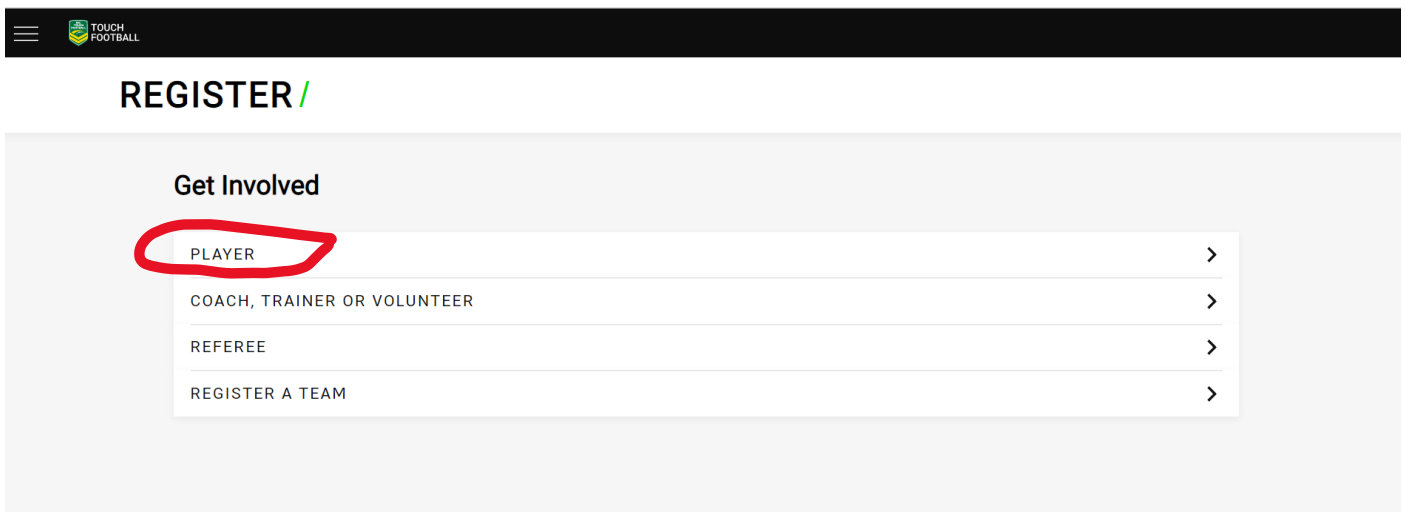 TOUCH
FOOTBALL
REGISTER /
Get Involved
PLAYER
COACH, TRAINER OR VOLUNTEER
REFEREE
REGISTER A TEAM